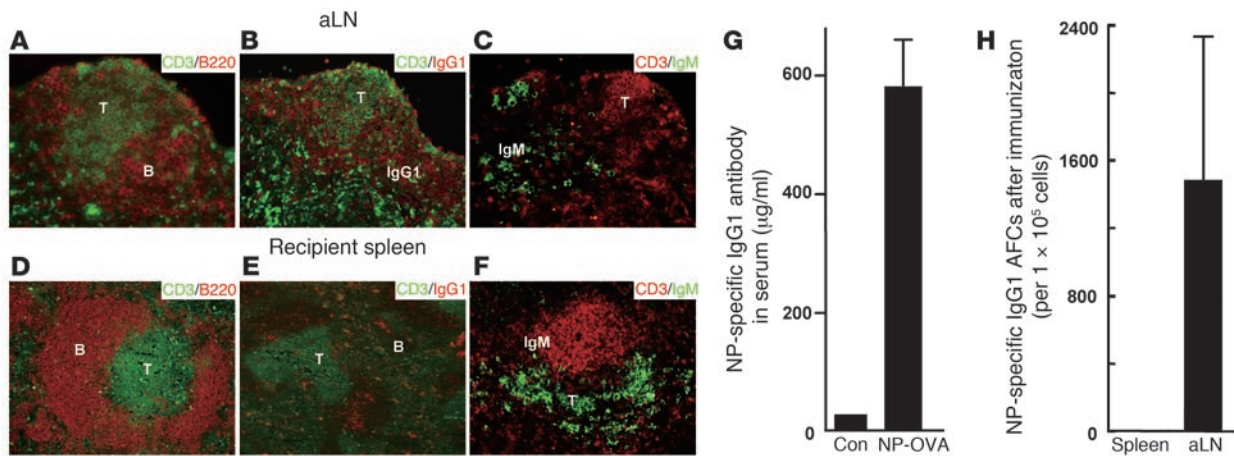 aLN
A
CD3/B220
T
B
B
CD3/IgG1
T
IgG1
C
CD3/IgM
T
IgM
Recipient spleen
D
CD3/B220
B
T
E
CD3/IgG1
B
T
F
CD3/IgM
IgM
T
G
NP-specific IgG1 antibody
in serum (μg/ml)
600
400
200
0
Con NP-OVA
H
NP-specific IgG1 AFCs after immunizaton
(per 1 × 10⁵ cells)
2400
1600
800
0
Spleen aLN